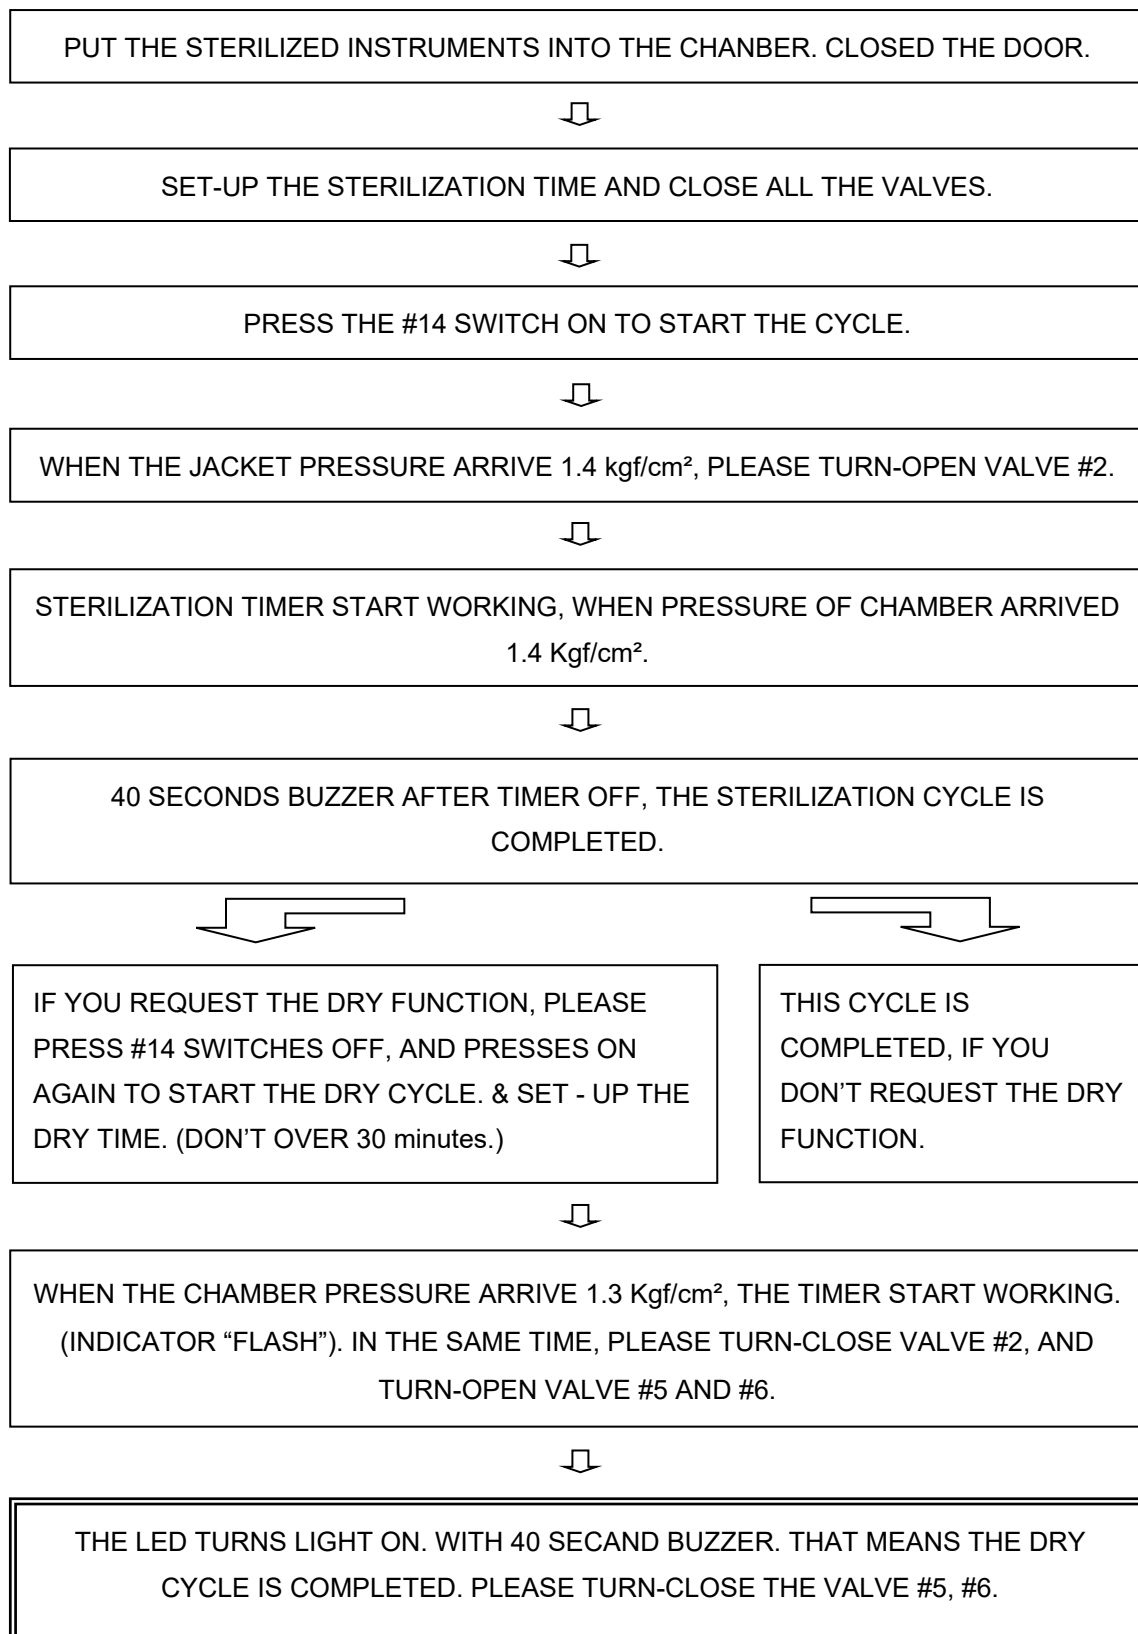 PUT THE STERILIZED INSTRUMENTS INTO THE CHANBER. CLOSED THE DOOR.
SET-UP THE STERILIZATION TIME AND CLOSE ALL THE VALVES.
PRESS THE #14 SWITCH ON TO START THE CYCLE.
WHEN THE JACKET PRESSURE ARRIVE 1.4 kgf/cm², PLEASE TURN-OPEN VALVE #2.
STERILIZATION TIMER START WORKING, WHEN PRESSURE OF CHAMBER ARRIVED
1.4 Kgf/cm².
40 SECONDS BUZZER AFTER TIMER OFF, THE STERILIZATION CYCLE IS
COMPLETED.
IF YOU REQUEST THE DRY FUNCTION, PLEASE
PRESS #14 SWITCHES OFF, AND PRESSES ON
AGAIN TO START THE DRY CYCLE. & SET - UP THE
DRY TIME. (DON'T OVER 30 minutes.)
THIS CYCLE IS
COMPLETED, IF YOU
DON'T REQUEST THE DRY
FUNCTION.
WHEN THE CHAMBER PRESSURE ARRIVE 1.3 Kgf/cm², THE TIMER START WORKING.
(INDICATOR “FLASH”). IN THE SAME TIME, PLEASE TURN-CLOSE VALVE #2, AND
TURN-OPEN VALVE #5 AND #6.
THE LED TURNS LIGHT ON. WITH 40 SECAND BUZZER. THAT MEANS THE DRY
CYCLE IS COMPLETED. PLEASE TURN-CLOSE THE VALVE #5, #6.